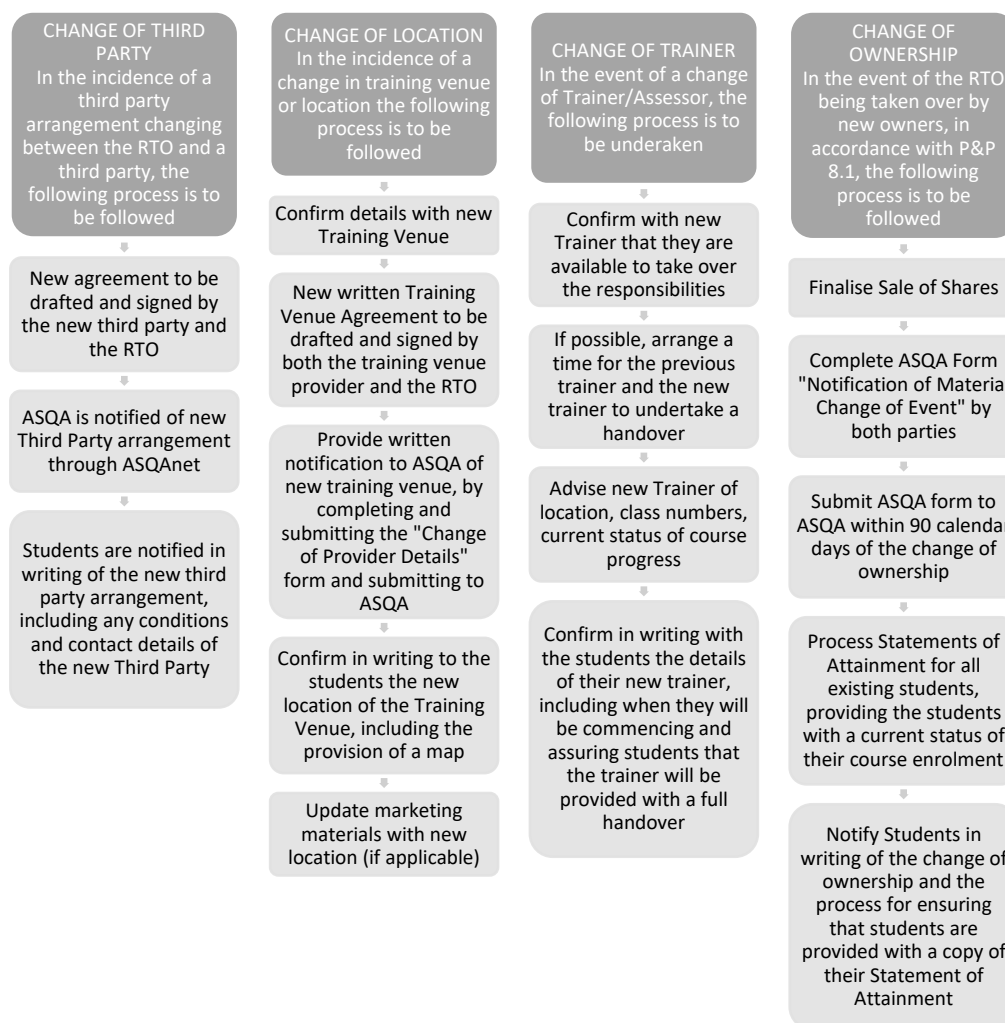 CHANGE OF THIRD
PARTY
In the incidence of a
third party
arrangement changing
between the RTO and a
third party, the
following process is to
be followed
New agreement to be
drafted and signed by
the new third party and
the RTO
ASQA is notified of new
Third Party arrangement
through ASQAnet
Students are notified in
writing of the new third
party arrangement,
including any conditions
and contact details of
the new Third Party
CHANGE OF LOCATION
In the incidence of a
change in training venue
or location the following
process is to be
followed
Confirm details with new
Training Venue
New written Training
Venue Agreement to be
drafted and signed by
both the training venue
provider and the RTO
Provide written
notification to ASQA of
new training venue, by
completing and
submitting the "Change
of Provider Details"
form and submitting to
ASQA
Confirm in writing to the
students the new
location of the Training
Venue, including the
provision of a map
Update marketing
materials with new
location (if applicable)
CHANGE OF TRAINER
In the event of a change
of Trainer/Assessor, the
following process is to
be underaken
Confirm with new
Trainer that they are
available to take over
the responsibilities
If possible, arrange a
time for the previous
trainer and the new
trainer to undertake a
handover
Advise new Trainer of
location, class numbers,
current status of course
progress
Confirm in writing with
the students the details
of their new trainer,
including when they will
be commencing and
assuring students that
the trainer will be
provided with a full
handover
CHANGE OF
OWNERSHIP
In the event of the RTO
being taken over by
new owners, in
accordance with P&P
8.1, the following
process is to be
followed
Finalise Sale of Shares
Complete ASQA Form
"Notification of Materia
Change of Event" by
both parties
Submit ASQA form to
ASQA within 90 calendar
days of the change of
ownership
Process Statements of
Attainment for all
existing students,
providing the students
with a current status of
their course enrolment
Notify Students in
writing of the change of
ownership and the
process for ensuring
that students are
provided with a copy of
their Statement of
Attainment